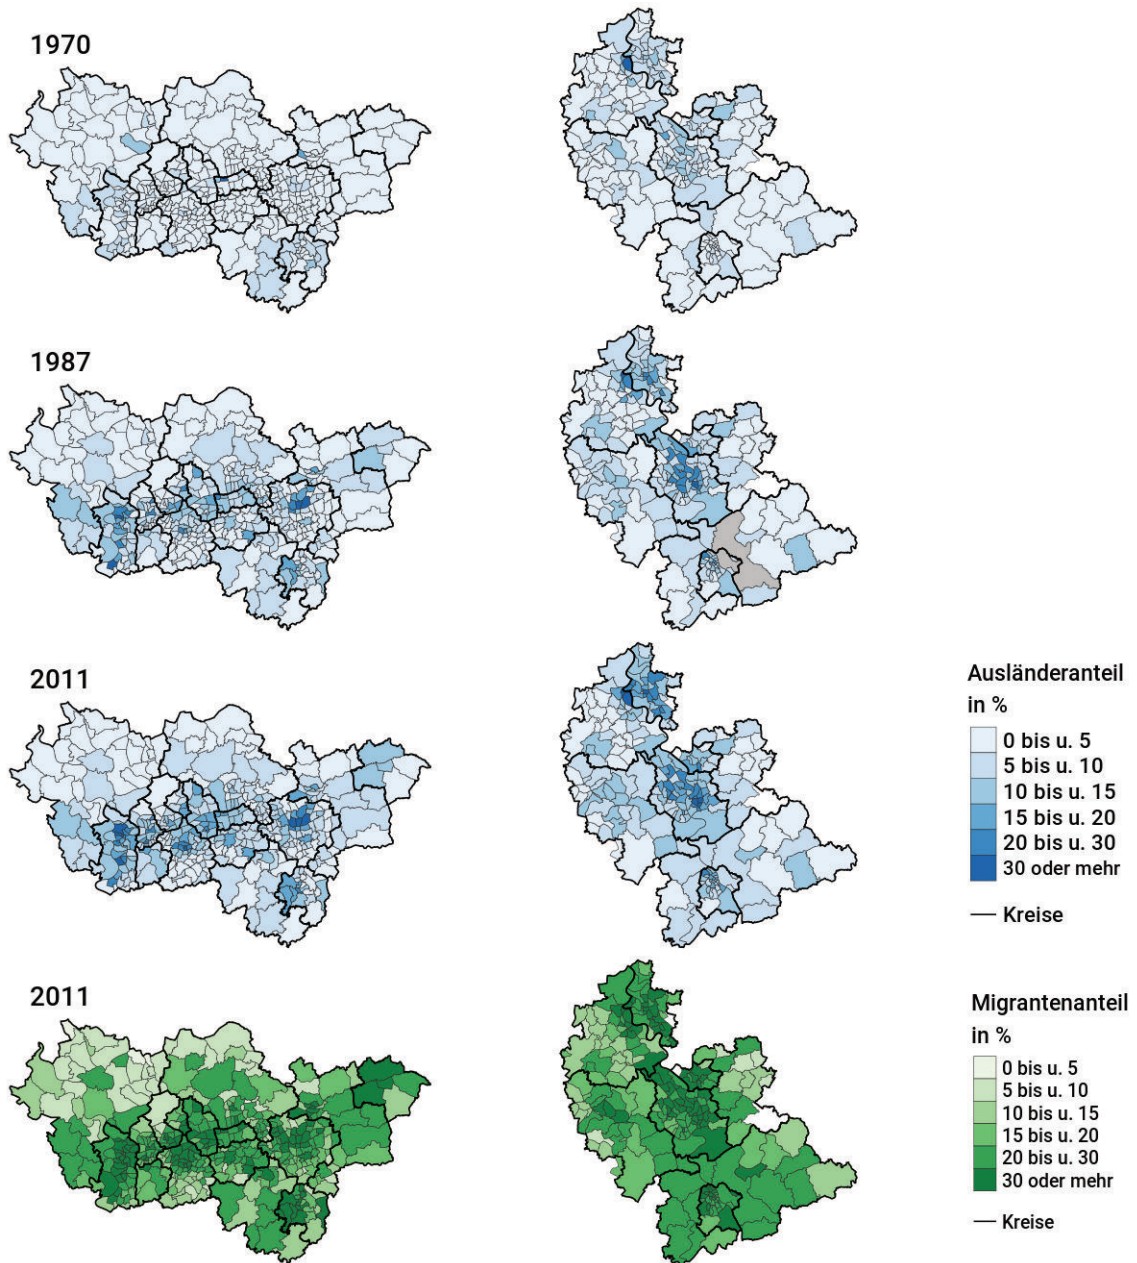 1970
1987
2011
Ausländeranteil
in %
0 bis u. 5
5 bis u. 10
10 bis u. 15
15 bis u. 20
20 bis u. 30
30 oder mehr
Kreise
2011
Migrantenanteil
in %
0 bis u. 5
5 bis u. 10
10 bis u. 15
15 bis u. 20
20 bis u. 30
30 oder mehr
Kreise